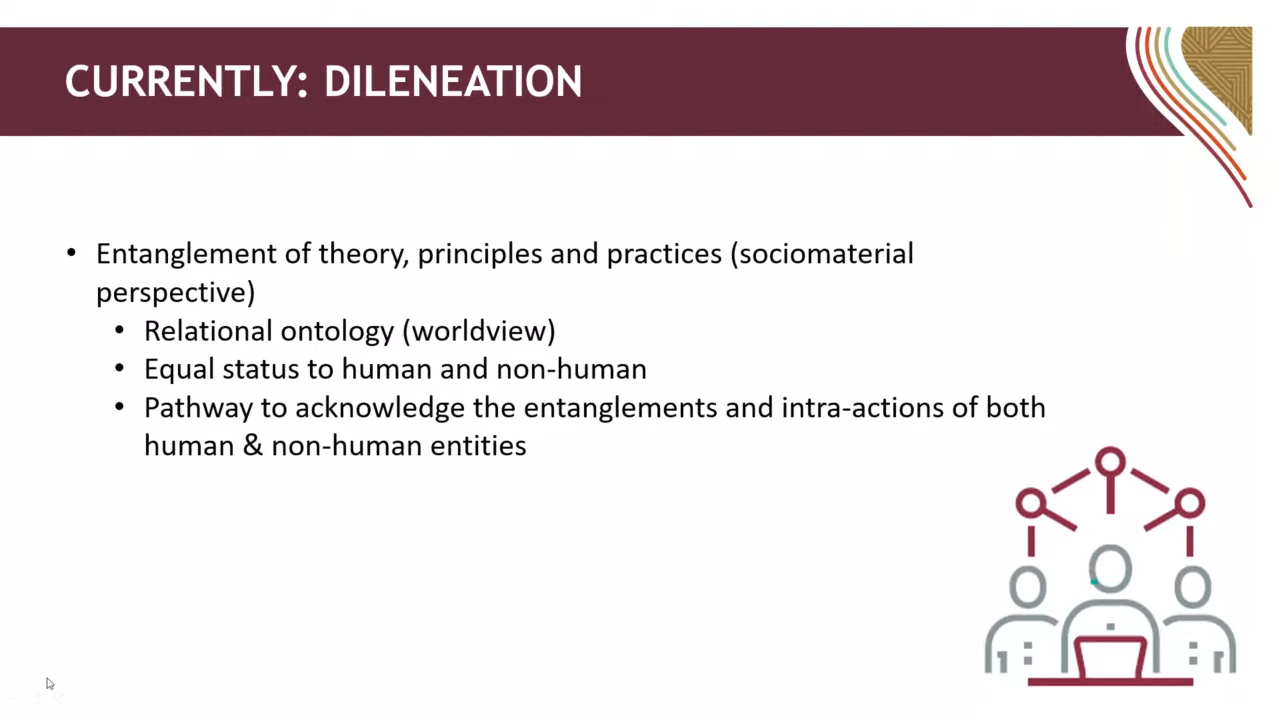 CURRENTLY: DILENEATION
• Entanglement of theory, principles and practices (sociomaterial
perspective)
• Relational ontology (worldview)
• Equal status to human and non-human
• Pathway to acknowledge the entanglements and intra-actions of both
human & non-human entities